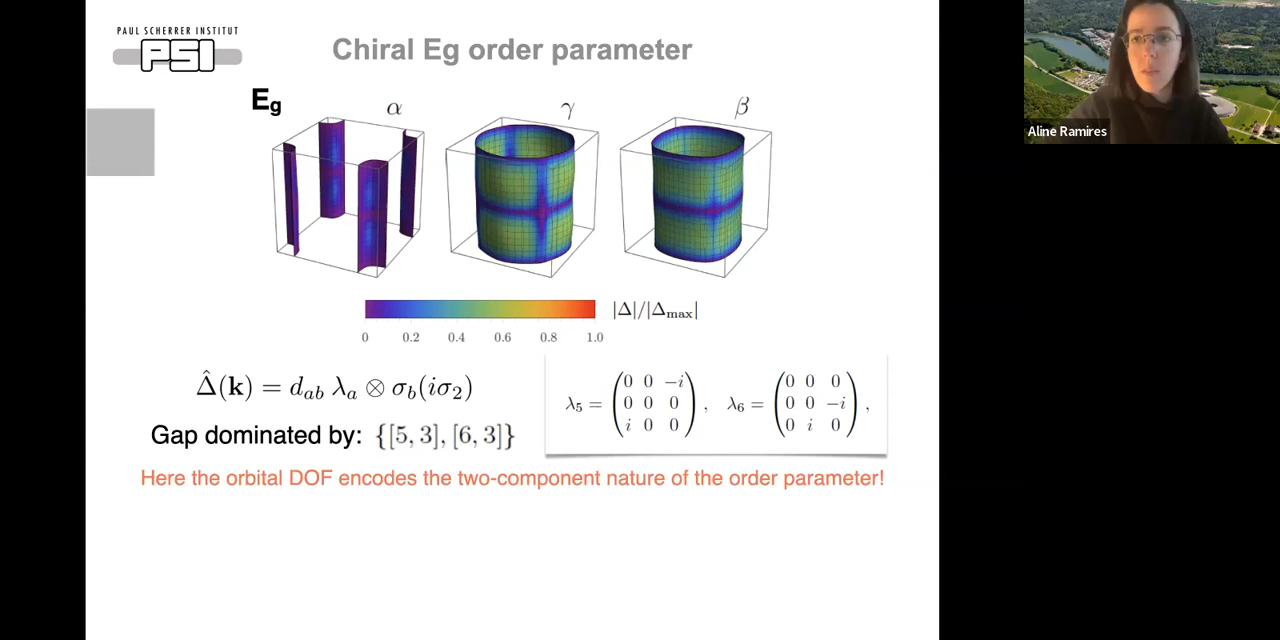 PAUL SCHERRER INSTITUT
PSI
Chiral Eg order parameter
Aline Ramires
Eg
α
γ
β
|Δ|/|Δmax|
0 0.2 0.4 0.6 0.8 1.0
Δ̂(k) = dab λa ⊗ σb(iσ2)
λ5 = (0 0 −i
0 0 0
i 0 0) ,
λ6 = (0 0 0
0 0 −i
0 i 0) ,
Gap dominated by: {[5, 3], [6, 3]}
Here the orbital DOF encodes the two-component nature of the order parameter!